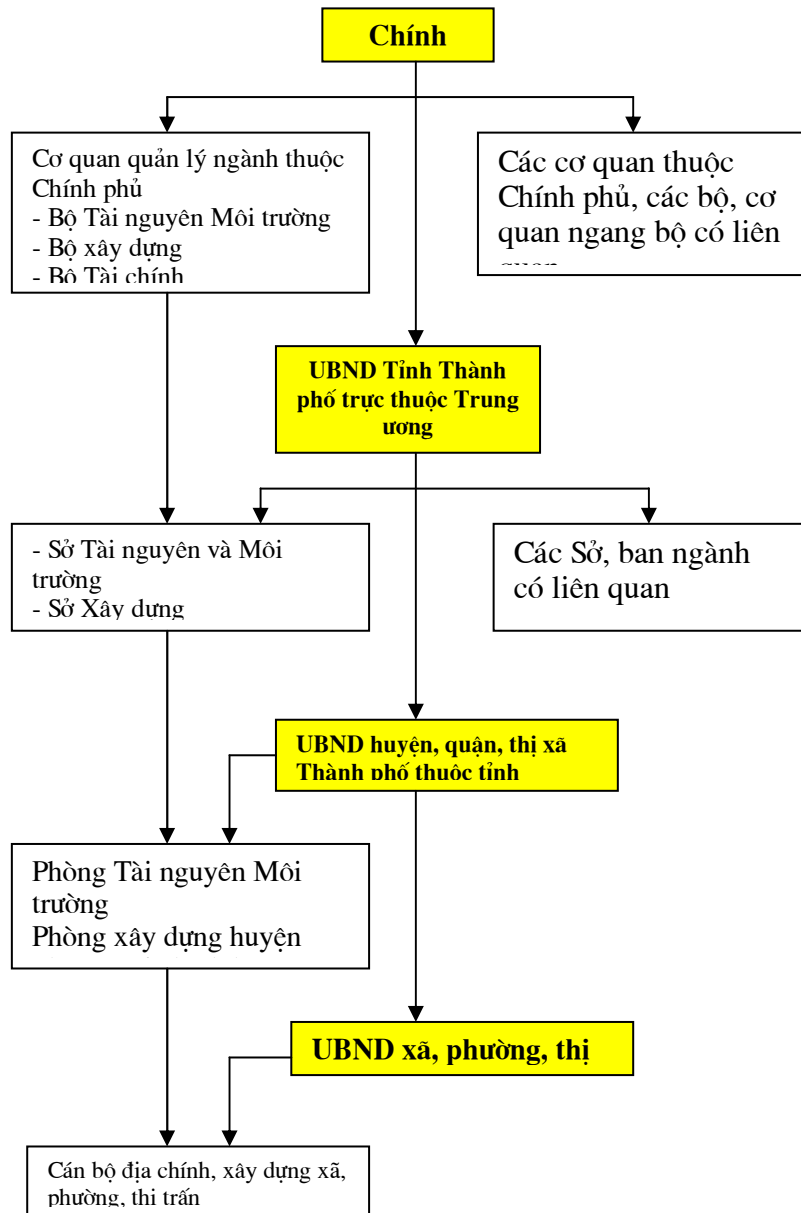 Chính
Cơ quan quản lý ngành thuộc
Chính phủ
- Bộ Tài nguyên Môi trường
- Bộ xây dựng
- Bộ Tài chính
Các cơ quan thuộc
Chính phủ, các bộ, cơ
quan ngang bộ có liên
quan
UBND Tỉnh Thành
phố trực thuộc Trung
ương
- Sở Tài nguyên và Môi
trường
- Sở Xây dựng
Các Sở, ban ngành
có liên quan
UBND huyện, quận, thị xã
Thành phố thuộc tỉnh
Phòng Tài nguyên Môi
trường
Phòng xây dựng huyện
UBND xã, phường, thị
Cán bộ địa chính, xây dựng xã,
phường, thị trấn